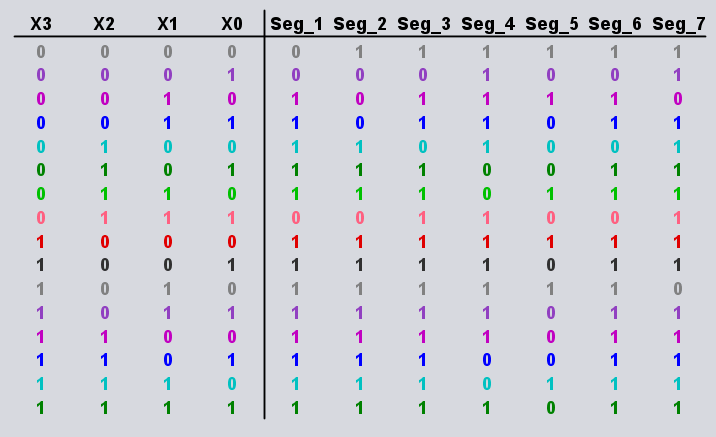 X3 X2 X1 X0 Seg_1 Seg_2 Seg_3 Seg_4 Seg_5 Seg_6 Seg_7
0 0 0 0 0 1 1 1 1 1 1
0 0 0 1 0 0 0 1 0 0 1
0 0 1 0 1 0 1 1 1 1 0
0 0 1 1 1 0 1 1 0 1 1
0 1 0 0 1 1 0 1 0 0 1
0 1 0 1 1 1 1 0 0 1 1
0 1 1 0 1 1 1 0 1 1 1
0 1 1 1 0 0 1 1 0 0 1
1 0 0 0 1 1 1 1 1 1 1
1 0 0 1 1 1 1 1 0 1 1
1 0 1 0 1 1 1 1 1 1 0
1 0 1 1 1 1 1 1 0 1 1
1 1 0 0 1 1 1 1 0 1 1
1 1 0 1 1 1 1 0 0 1 1
1 1 1 0 1 1 1 0 1 1 1
1 1 1 1 1 1 1 1 0 1 1